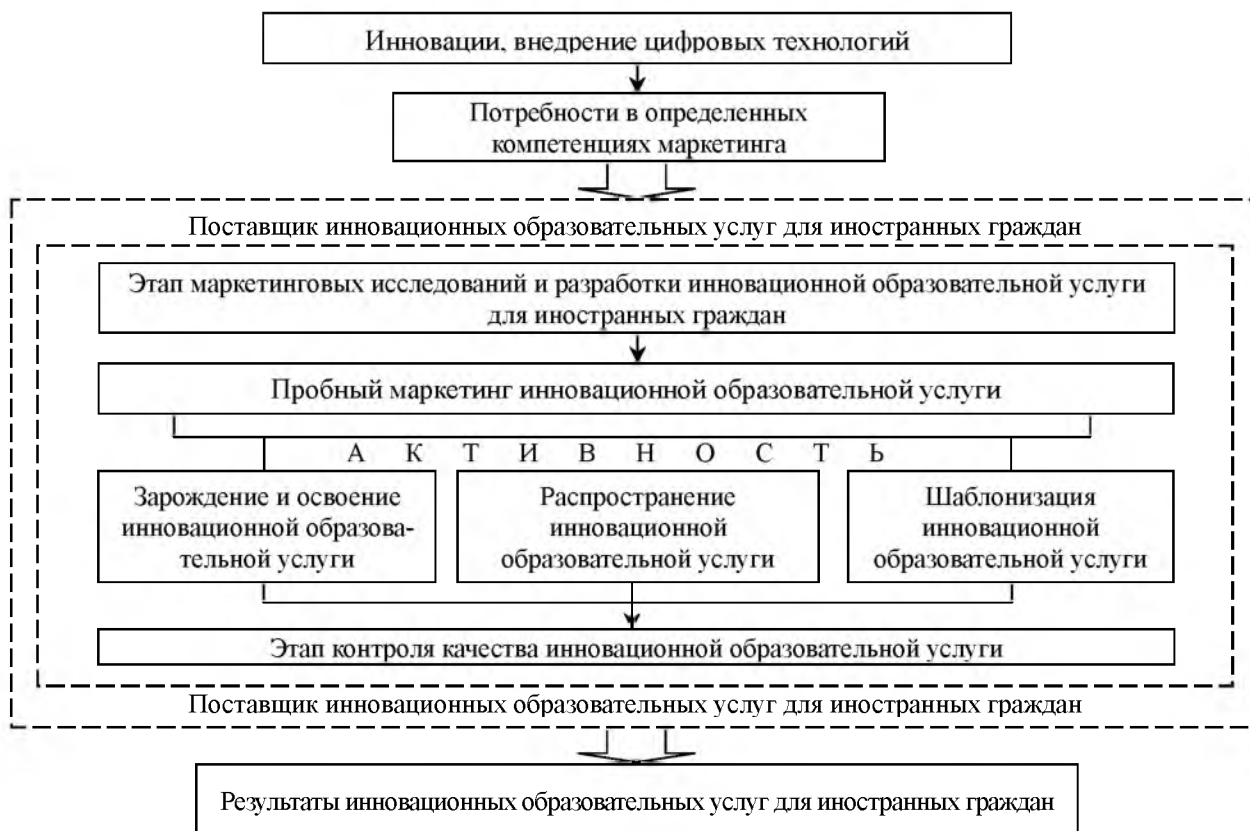 Инновации, внедрение цифровых технологий
Потребности в определенных
компетенциях маркетинга
Поставщик инновационных образовательных услуг для иностранных граждан
Этап маркетинговых исследований и разработки инновационной образовательной услуги
для иностранных граждан
Пробный маркетинг инновационной образовательной услуги
А К Т И В Н О С Т Ь
Зарождение и освоение
инновационной образова-
тельной услуги
Распространение
инновационной
образовательной услуги
Шаблонизация
инновационной
образовательной услуги
Этап контроля качества инновационной образовательной услуги
Поставщик инновационных образовательных услуг для иностранных граждан
Результаты инновационных образовательных услуг для иностранных граждан